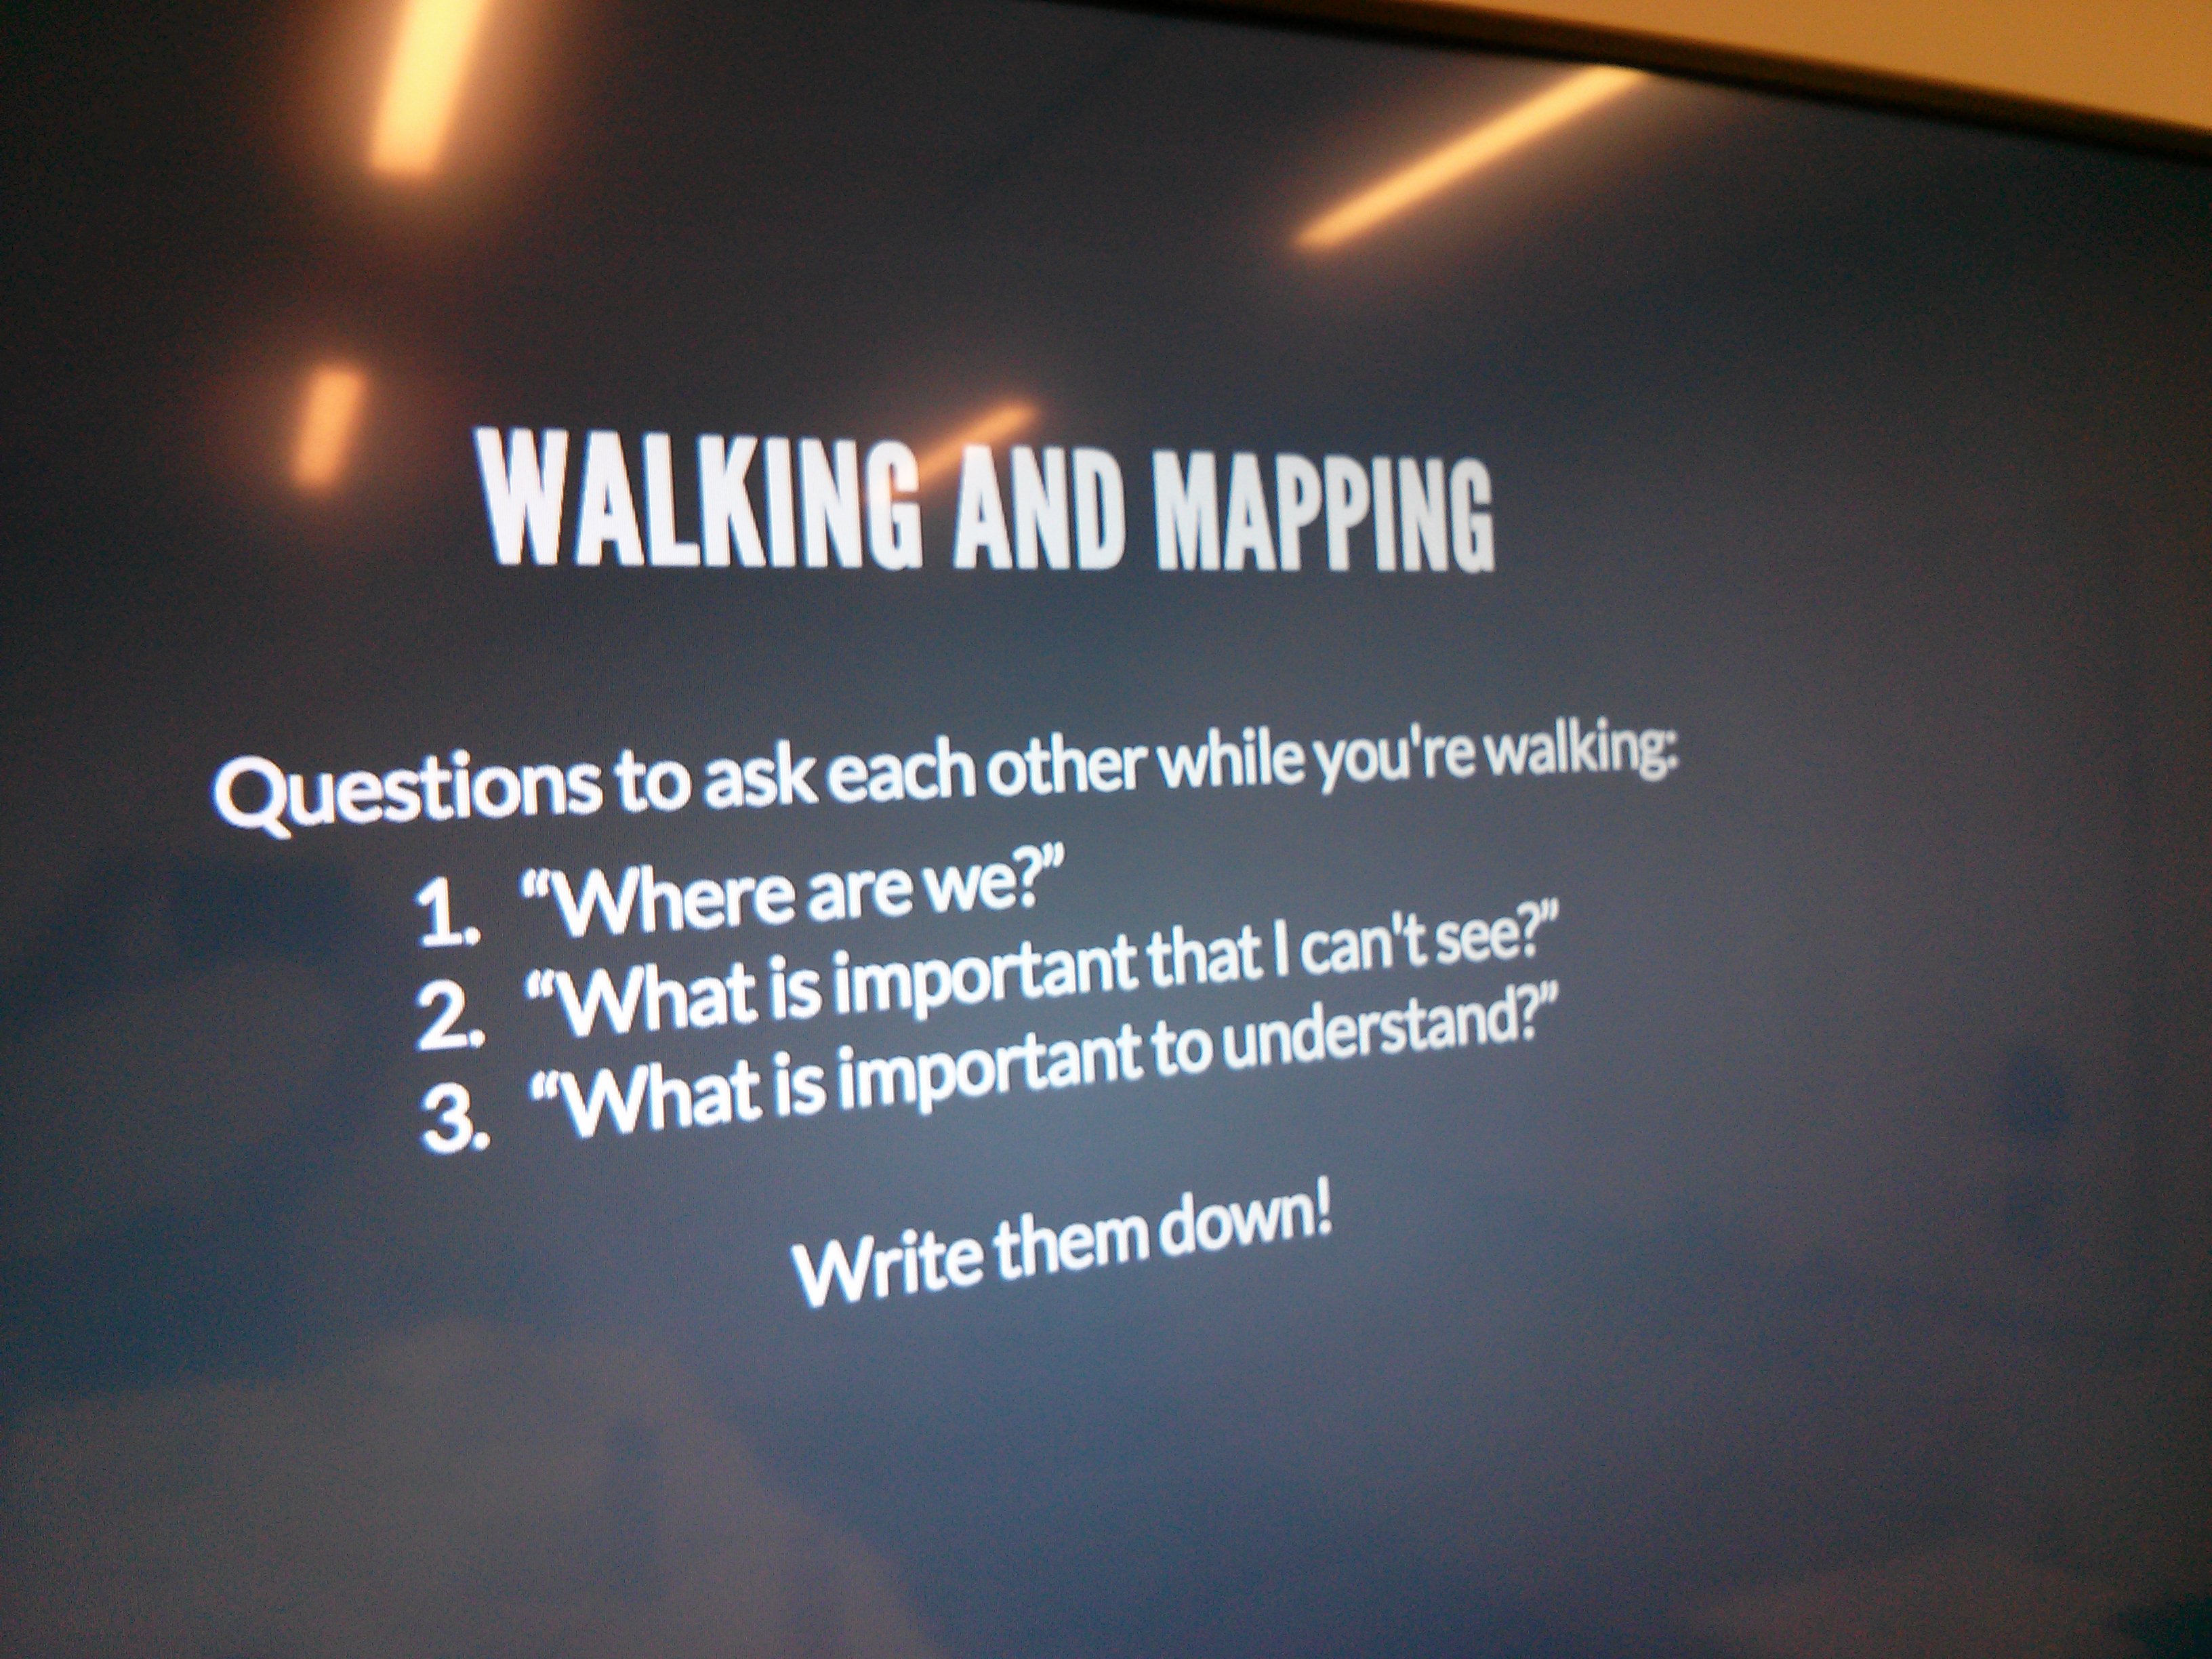 WALKING AND MAPPING
Questions to ask each other while you're walking:
1. “Where are we?”
2. “What is important that I can't see?”
3. “What is important to understand?”
Write them down!